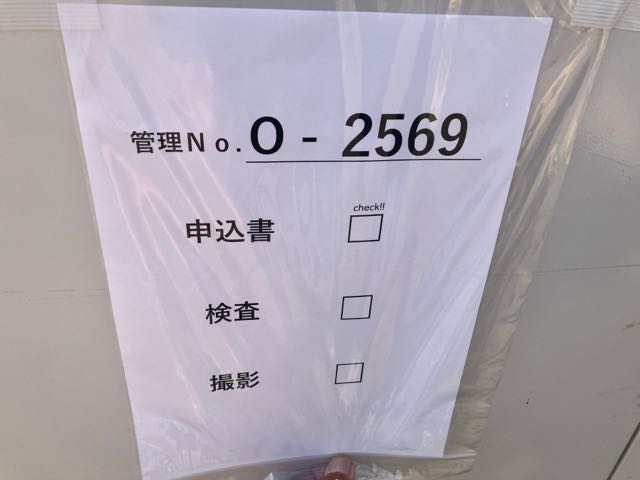 管理No.O-2569
check!!
申込書
検査
撮影